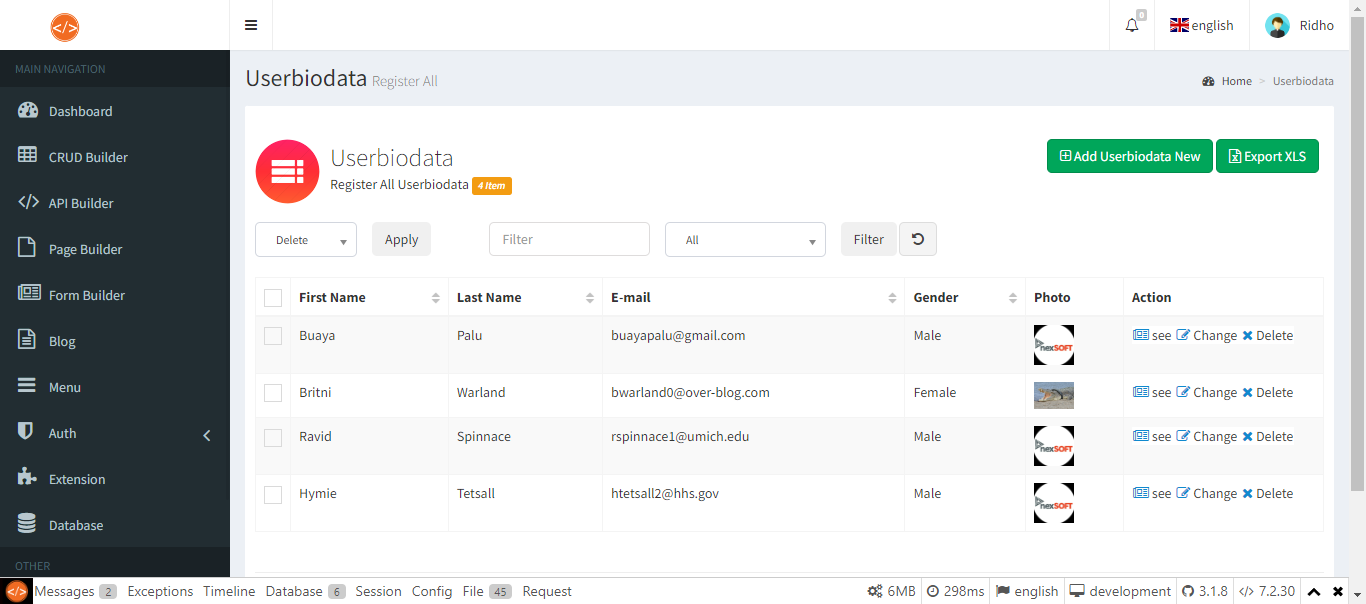 </> 0 english Ridho
MAIN NAVIGATION
Dashboard
CRUD Builder
API Builder
Page Builder
Form Builder
Blog
Menu
Auth
Extension
Database
OTHER
Userbiodata Register All
Home > Userbiodata
Userbiodata
Register All Userbiodata 4 Item
Add Userbiodata New Export XLS
Delete Apply Filter All Filter
First Name Last Name E-mail Gender Photo Action
Buaya Palu buayapalu@gmail.com Male nexSOFT see Change Delete
Britni Warland bwarland0@over-blog.com Female see Change Delete
Ravid Spinnace rspinnace1@umich.edu Male nexSOFT see Change Delete
Hymie Tetsall htetsall2@hhs.gov Male nexSOFT see Change Delete
</> Messages 2 Exceptions Timeline Database 6 Session Config File 45 Request 6MB 298ms english development 3.1.8 </> 7.2.30